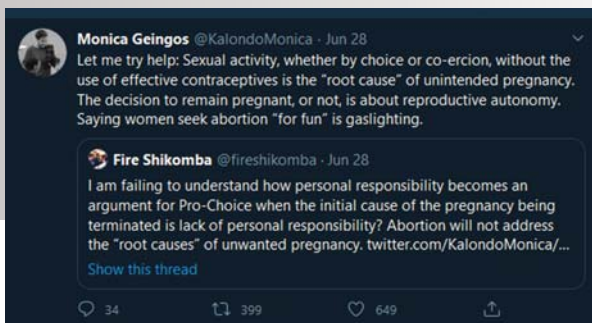 Monica Geingos @KalondoMonica · Jun 28
Let me try help: Sexual activity, whether by choice or co-ercion, without the
use of effective contraceptives is the "root cause" of unintended pregnancy.
The decision to remain pregnant, or not, is about reproductive autonomy.
Saying women seek abortion "for fun" is gaslighting.
Fire Shikomba @fireshikomba · Jun 28
I am failing to understand how personal responsibility becomes an
argument for Pro-Choice when the initial cause of the pregnancy being
terminated is lack of personal responsibility? Abortion will not address
the "root causes" of unwanted pregnancy. twitter.com/KalondoMonica/...
Show this thread
34 399 649